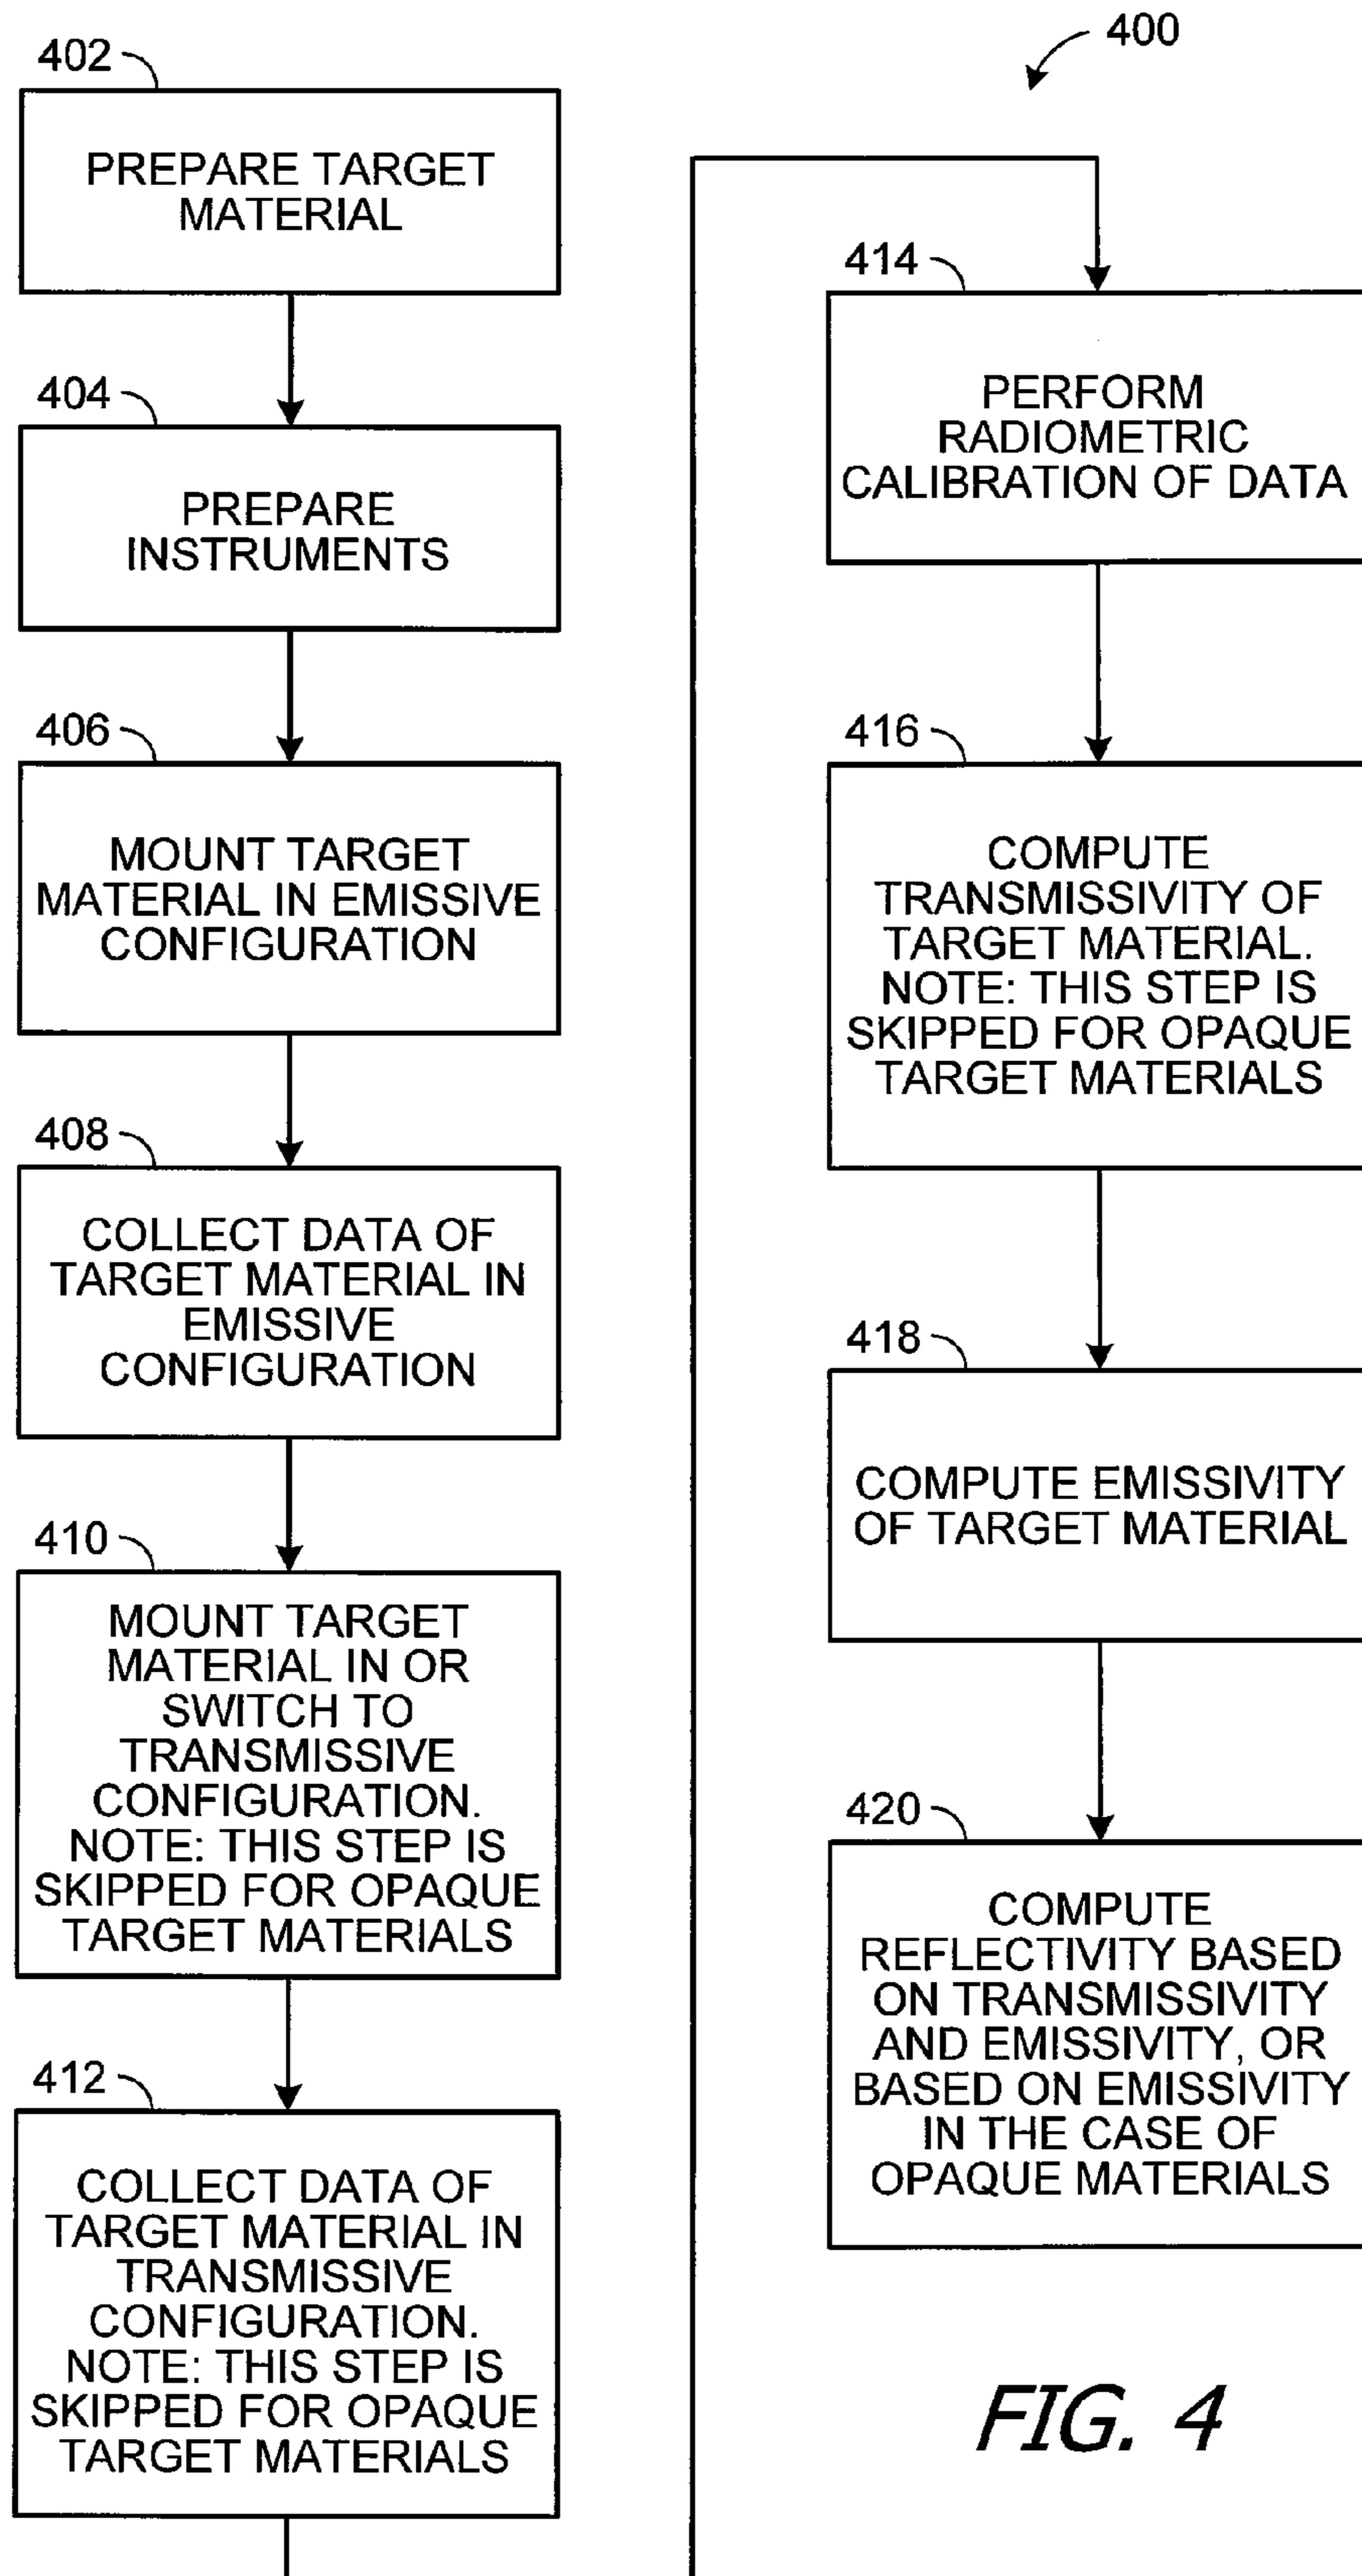 402
PREPARE TARGET
MATERIAL
404
PREPARE
INSTRUMENTS
406
MOUNT TARGET
MATERIAL IN EMISSIVE
CONFIGURATION
408
COLLECT DATA OF
TARGET MATERIAL IN
EMISSIVE
CONFIGURATION
410
MOUNT TARGET
MATERIAL IN OR
SWITCH TO
TRANSMISSIVE
CONFIGURATION.
NOTE: THIS STEP IS
SKIPPED FOR OPAQUE
TARGET MATERIALS
412
COLLECT DATA OF
TARGET MATERIAL IN
TRANSMISSIVE
CONFIGURATION.
NOTE: THIS STEP IS
SKIPPED FOR OPAQUE
TARGET MATERIALS
400
414
PERFORM
RADIOMETRIC
CALIBRATION OF DATA
416
COMPUTE
TRANSMISSIVITY OF
TARGET MATERIAL.
NOTE: THIS STEP IS
SKIPPED FOR OPAQUE
TARGET MATERIALS
418
COMPUTE EMISSIVITY
OF TARGET MATERIAL
420
COMPUTE
REFLECTIVITY BASED
ON TRANSMISSIVITY
AND EMISSIVITY, OR
BASED ON EMISSIVITY
IN THE CASE OF
OPAQUE MATERIALS
FIG. 4